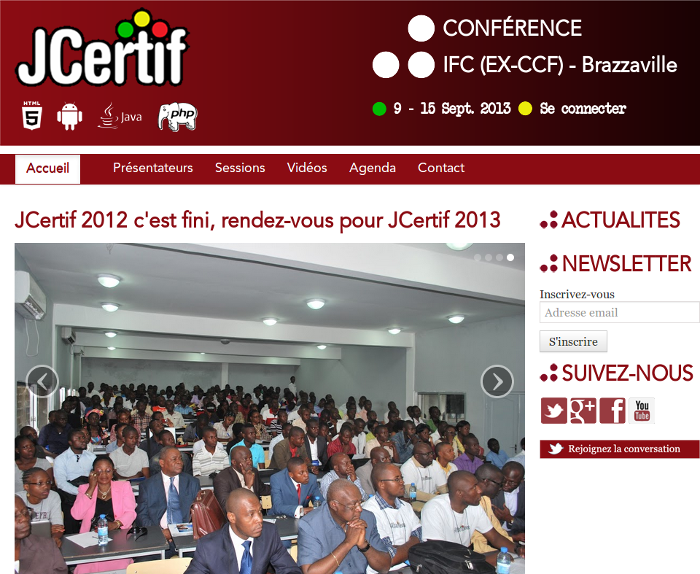 JCertif
CONFÉRENCE
IFC (EX-CCF) - Brazzaville
HTML
5
Java
php
9 - 15 Sept. 2013
Se connecter
Accueil
Présentateurs
Sessions
Vidéos
Agenda
Contact
JCertif 2012 c'est fini, rendez-vous pour JCertif 2013
ACTUALITES
NEWSLETTER
Inscrivez-vous
Adresse email
S'inscrire
SUIVEZ-NOUS
g+
f
You
Tube
Rejoignez la conversation